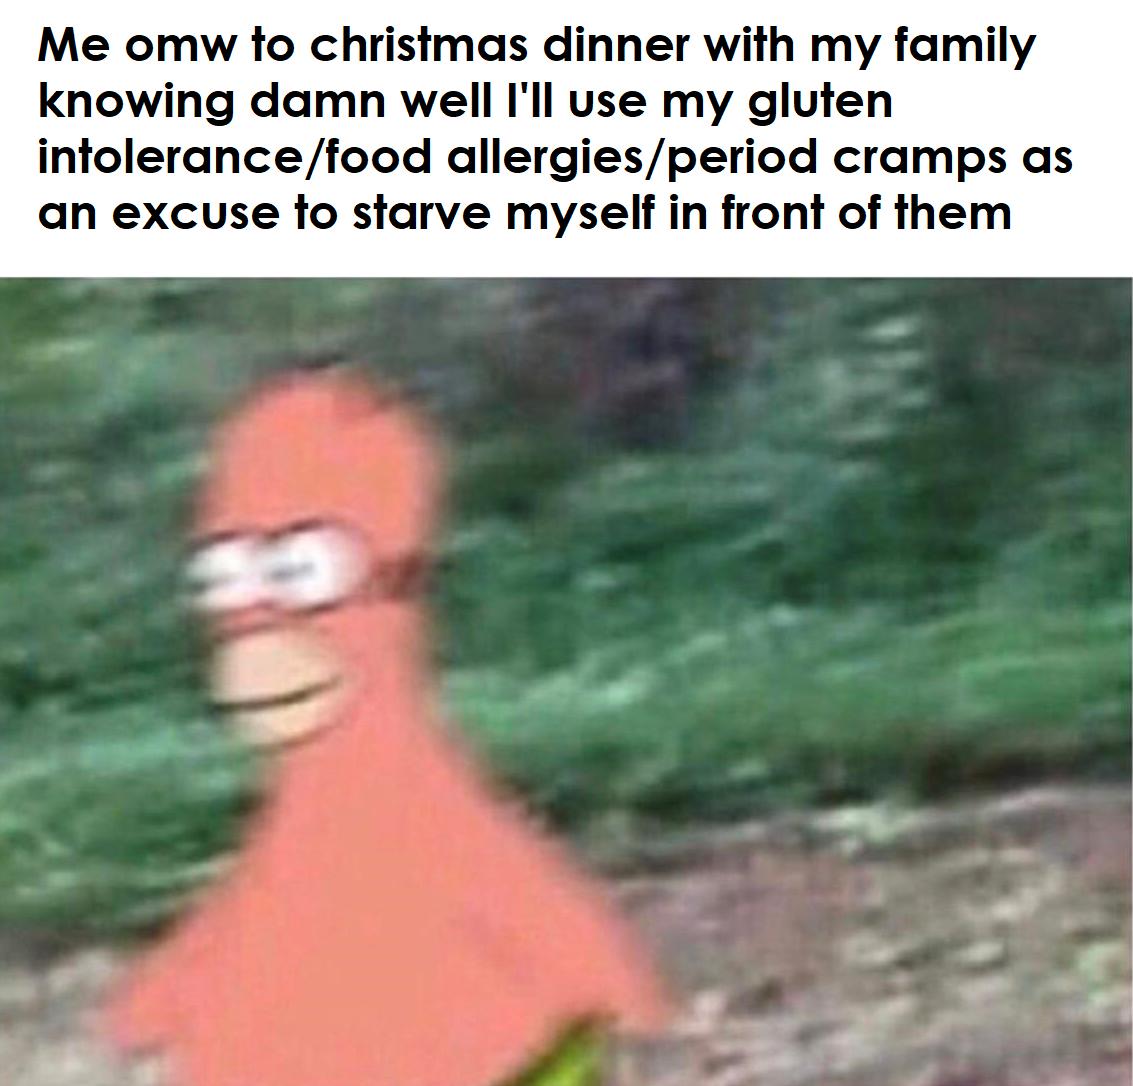 Me omw to christmas dinner with my family
knowing damn well I'll use my gluten
intolerance/food allergies/period cramps as
an excuse to starve myself in front of them